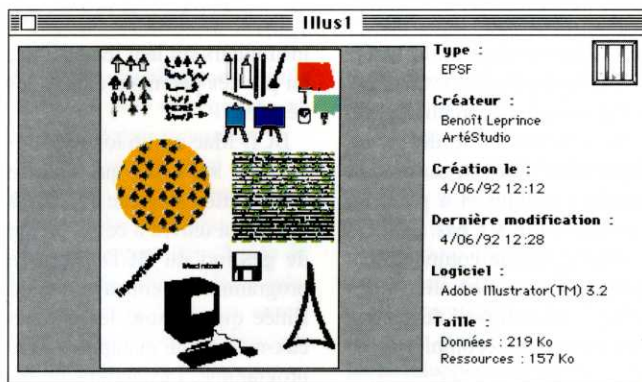 Illus1
Type :
EPSF
Créateur :
Benoît Leprince
ArtéStudio
Création le :
4/06/92 12:12
Dernière modification :
4/06/92 12:28
Logiciel :
Adobe Illustrator(TM) 3.2
Taille :
Données : 219 Ko
Ressources : 157 Ko
Macintosh